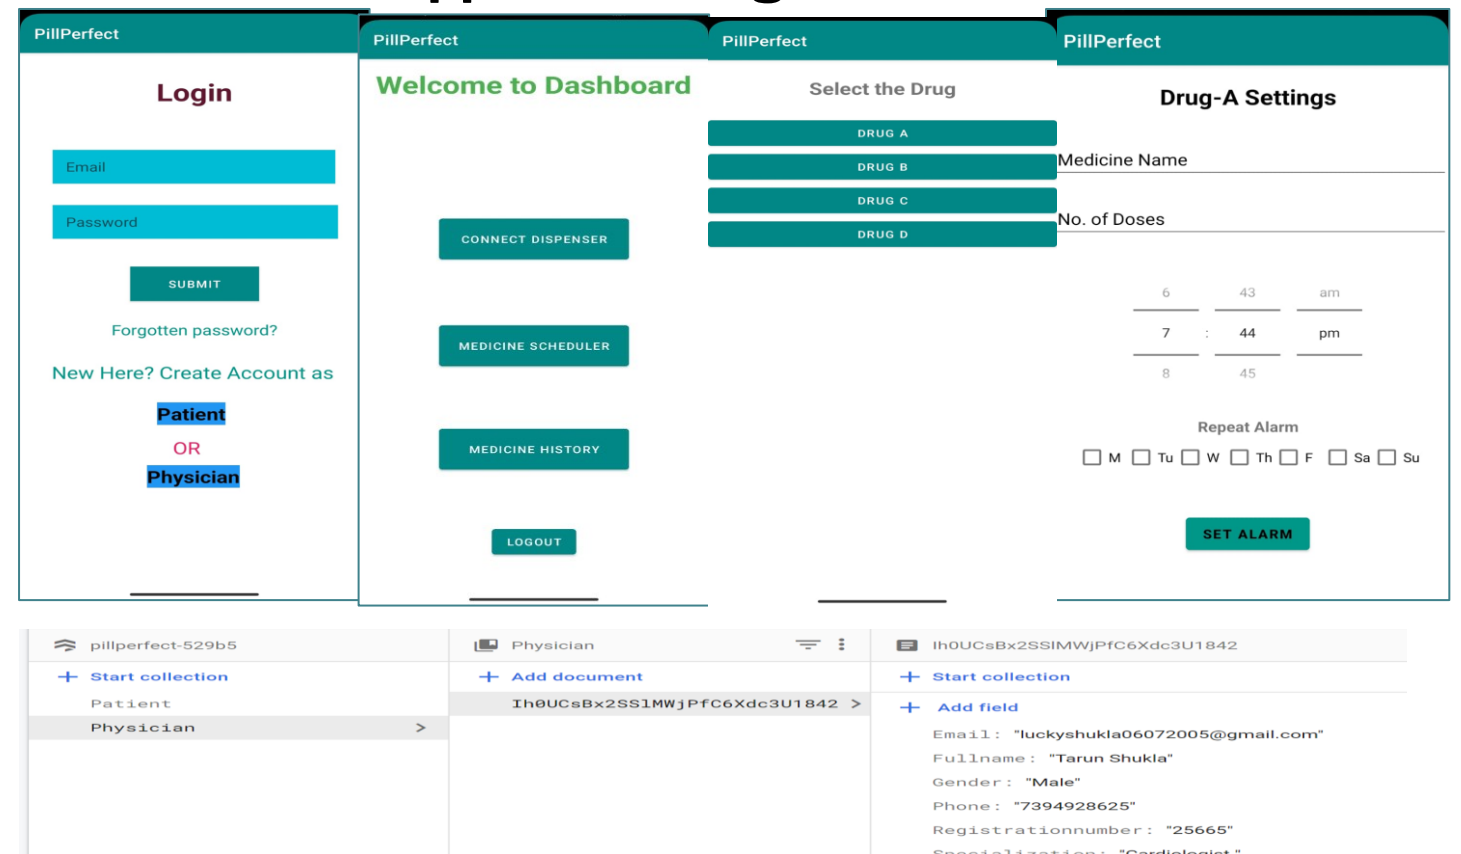 PillPerfect
Login
Email
Password
SUBMIT
Forgotten password?
New Here? Create Account as
Patient
OR
Physician
PillPerfect
Welcome to Dashboard
CONNECT DISPENSER
MEDICINE SCHEDULER
MEDICINE HISTORY
LOGOUT
PillPerfect
Select the Drug
DRUG A
DRUG B
DRUG C
DRUG D
PillPerfect
Drug-A Settings
Medicine Name
No. of Doses
6 43 am
7 : 44 pm
8 45
Repeat Alarm
M Tu W Th F Sa Su
SET ALARM
pillperfect-529b5
+ Start collection
Patient
Physician >
Physician
+ Add document
Ih0UCsBx2SSlMWjPfC6Xdc3U1842 >
Ih0UCsBx2SSlMWjPfC6Xdc3U1842
+ Start collection
+ Add field
Email: "luckyshukla06072005@gmail.com"
Fullname: "Tarun Shukla"
Gender: "Male"
Phone: "7394928625"
Registrationnumber: "25665"
Specialization: "Cardiologist "